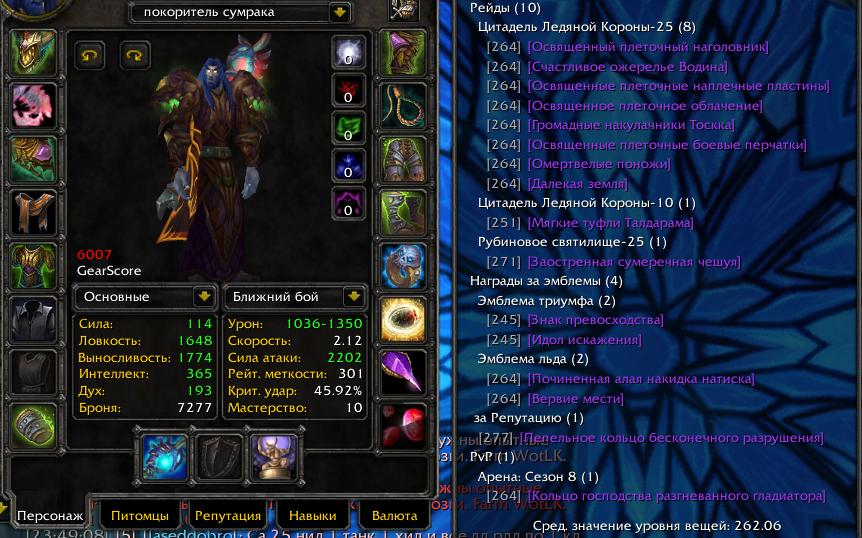 покоритель сумрака
0
0
0
0
0
6007
GearScore
Основные
Ближний бой
Сила: 114
Ловкость: 1648
Выносливость: 1774
Интеллект: 365
Дух: 193
Броня: 7277
Урон: 1036-1350
Скорость: 2.12
Сила атаки: 2202
Рейт. меткости: 301
Крит. удар: 45.92%
Мастерство: 10
Персонаж
Питомцы
Репутация
Навыки
Валюта
Рейды (10)
Цитадель Ледяной Короны-25 (8)
[264] [Освященный плеточный наголовник]
[264] [Счастливое ожерелье Водина]
[264] [Освященные плеточные наплечные пластины]
[264] [Освященное плеточное облачение]
[264] [Громадные накулачники Тоскка]
[264] [Освященные плеточные боевые перчатки]
[264] [Омертвелые поножи]
[264] [Далекая земля]
Цитадель Ледяной Короны-10 (1)
[251] [Мягкие туфли Талдарама]
Рубиновое святилище-25 (1)
[271] [Заостренная сумеречная чешуя]
Награды за эмблемы (4)
Эмблема триумфа (2)
[245] [Знак превосходства]
[245] [Идол искажения]
Эмблема льда (2)
[264] [Починенная алая накидка натиска]
[264] [Вервие мести]
за Репутацию (1)
[277] [Пепельное кольцо бесконечного разрушения]
PvP (1)
Арена: Сезон 8 (1)
[264] [Кольцо господства разгневанного гладиатора]
Сред. значение уровня вещей: 262.06
WotLK.
опытные
Farm WotLK.